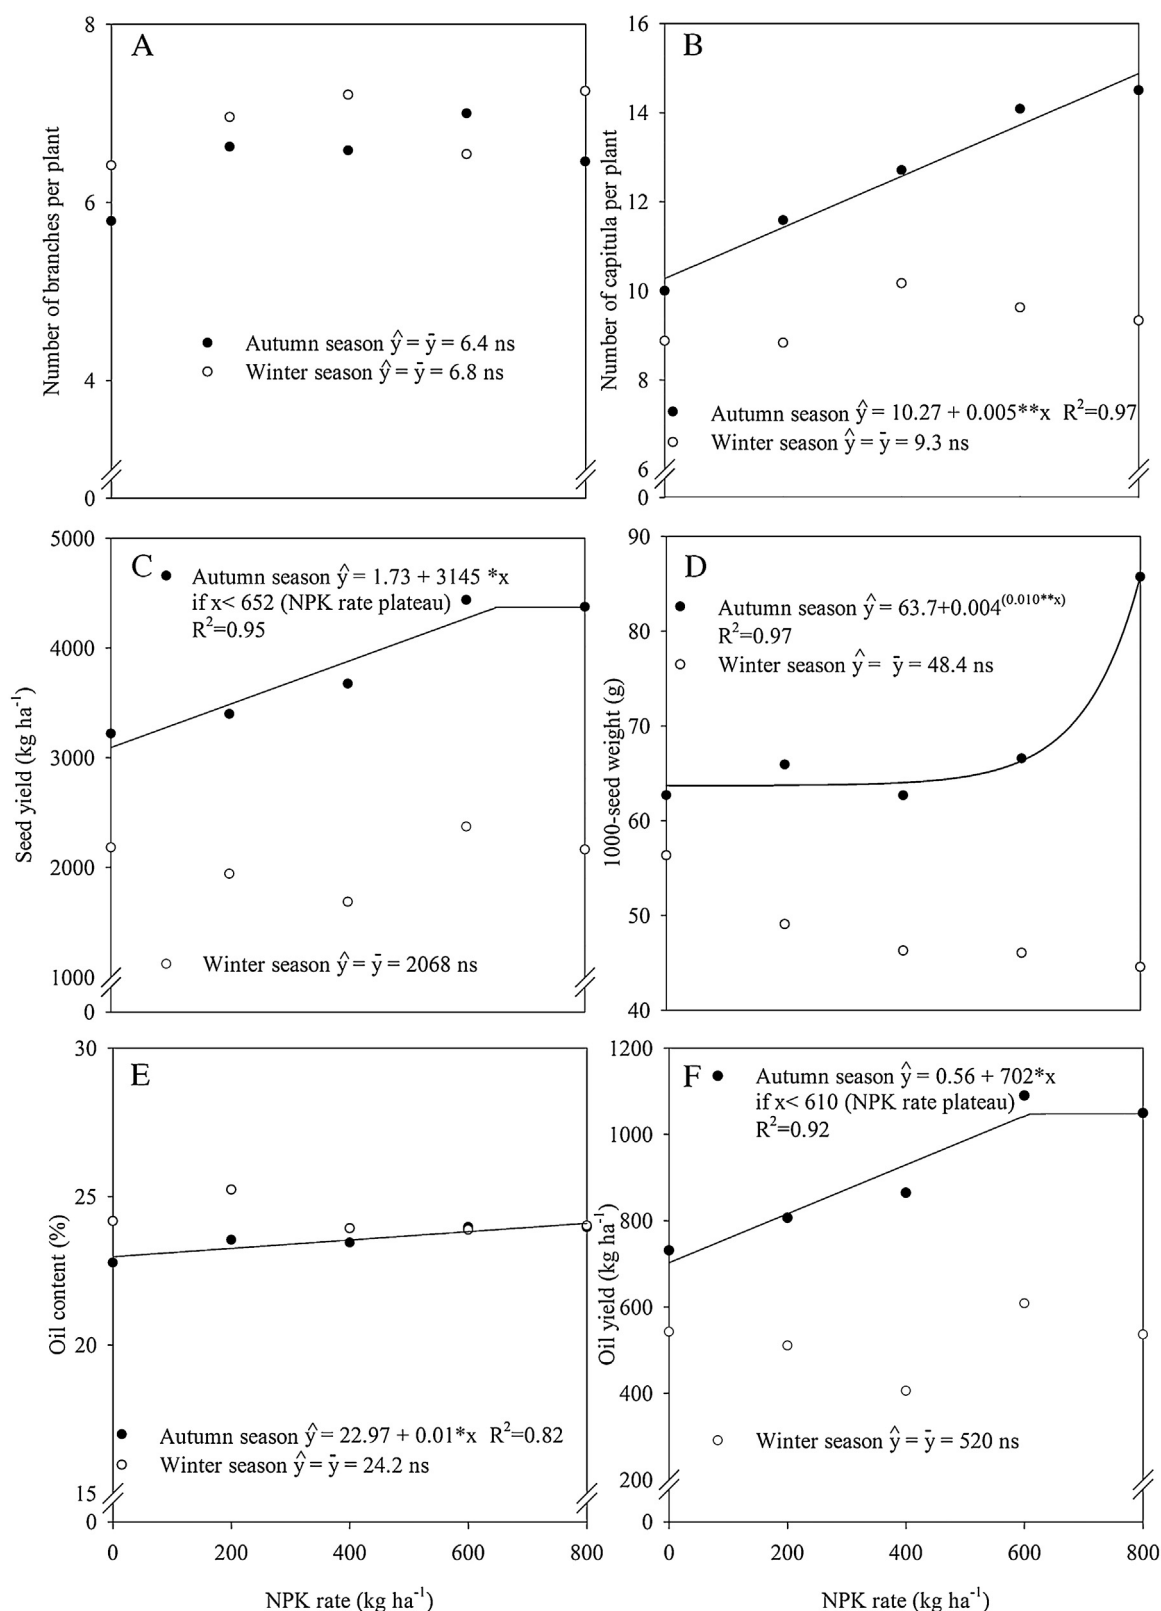 A
8
6
4
0
Number of branches per plant
Autumn season ŷ = ȳ = 6.4 ns
Winter season ŷ = ȳ = 6.8 ns
B
16
14
12
10
8
6
0
Number of capitula per plant
Autumn season ŷ = 10.27 + 0.005**x R²=0.97
Winter season ŷ = ȳ = 9.3 ns
C
5000
4000
3000
2000
1000
0
Seed yield (kg ha⁻¹)
Autumn season ŷ = 1.73 + 3145 *x
if x< 652 (NPK rate plateau)
R²=0.95
Winter season ŷ = ȳ = 2068 ns
D
90
80
70
60
50
40
1000-seed weight (g)
Autumn season ŷ = 63.7+0.004⁽⁰·⁰¹⁰**ˣ⁾
R²=0.97
Winter season ŷ = ȳ = 48.4 ns
E
30
25
20
15
0
Oil content (%)
Autumn season ŷ = 22.97 + 0.01*x R²=0.82
Winter season ŷ = ȳ = 24.2 ns
0 200 400 600 800
NPK rate (kg ha⁻¹)
F
1200
1000
800
600
400
200
0
Oil yield (kg ha⁻¹)
Autumn season ŷ = 0.56 + 702*x
if x< 610 (NPK rate plateau)
R²=0.92
Winter season ŷ = ȳ = 520 ns
0 200 400 600 800
NPK rate (kg ha⁻¹)